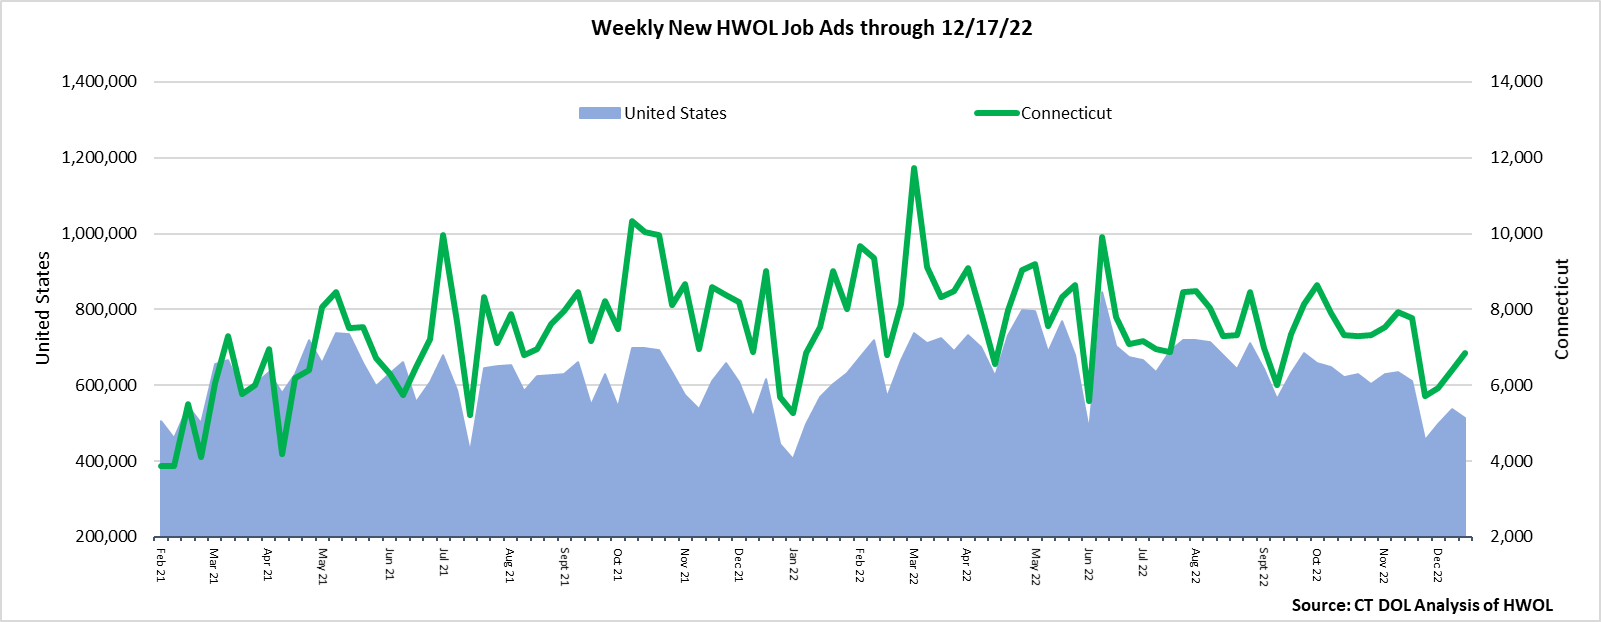 Weekly New HWOL Job Ads through 12/17/22
1,400,000
14,000
United States
Connecticut
1,200,000
12,000
1,000,000
10,000
800,000
8,000
600,000
6,000
400,000
4,000
200,000
2,000
United States
Connecticut
Feb 21
Mar 21
Apr 21
May 21
Jun 21
Jul 21
Aug 21
Sept 21
Oct 21
Nov 21
Dec 21
Jan 22
Feb 22
Mar 22
Apr 22
May 22
Jun 22
Jul 22
Aug 22
Sept 22
Oct 22
Nov 22
Dec 22
Source: CT DOL Analysis of HWOL